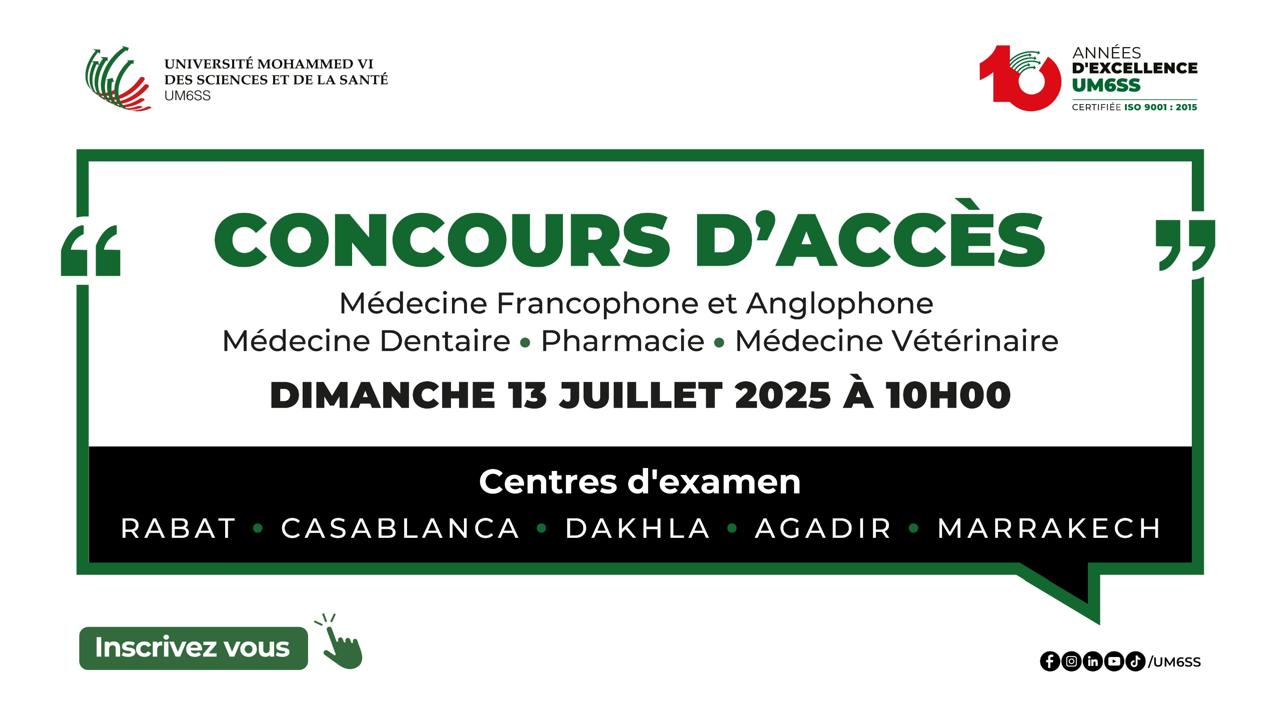 UNIVERSITÉ MOHAMMED VI
DES SCIENCES ET DE LA SANTÉ
UM6SS
10 ANNÉES
D'EXCELLENCE
UM6SS
CERTIFIÉE ISO 9001 : 2015
“
CONCOURS D’ACCÈS
”
Médecine Francophone et Anglophone
Médecine Dentaire • Pharmacie • Médecine Vétérinaire
DIMANCHE 13 JUILLET 2025 À 10H00
Centres d'examen
RABAT • CASABLANCA • DAKHLA • AGADIR • MARRAKECH
Inscrivez vous
/UM6SS